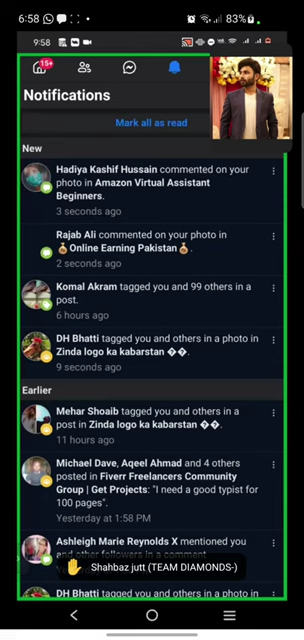 6:58
83%
9:58
15+
Notifications
Mark all as read
New
Hadiya Kashif Hussain commented on your
photo in Amazon Virtual Assistant
Beginners.
3 seconds ago
Rajab Ali commented on your photo in
💰Online Earning Pakistan💰.
2 seconds ago
Komal Akram tagged you and 99 others in a
post.
6 hours ago
DH Bhatti tagged you and others in a photo in
Zinda logo ka kabarstan ��.
9 seconds ago
Earlier
Mehar Shoaib tagged you and others in a
post in Zinda logo ka kabarstan ��.
11 hours ago
Michael Dave, Aqeel Ahmad and 4 others
posted in Fiverr Freelancers Community
Group | Get Projects: "I need a good typist for
100 pages".
Yesterday at 1:58 PM
Ashleigh Marie Reynolds X mentioned you
and other followers in a comment
✋ Shahbaz jutt (TEAM DIAMONDS-)
DH Bhatti tagged you and others in a photo in